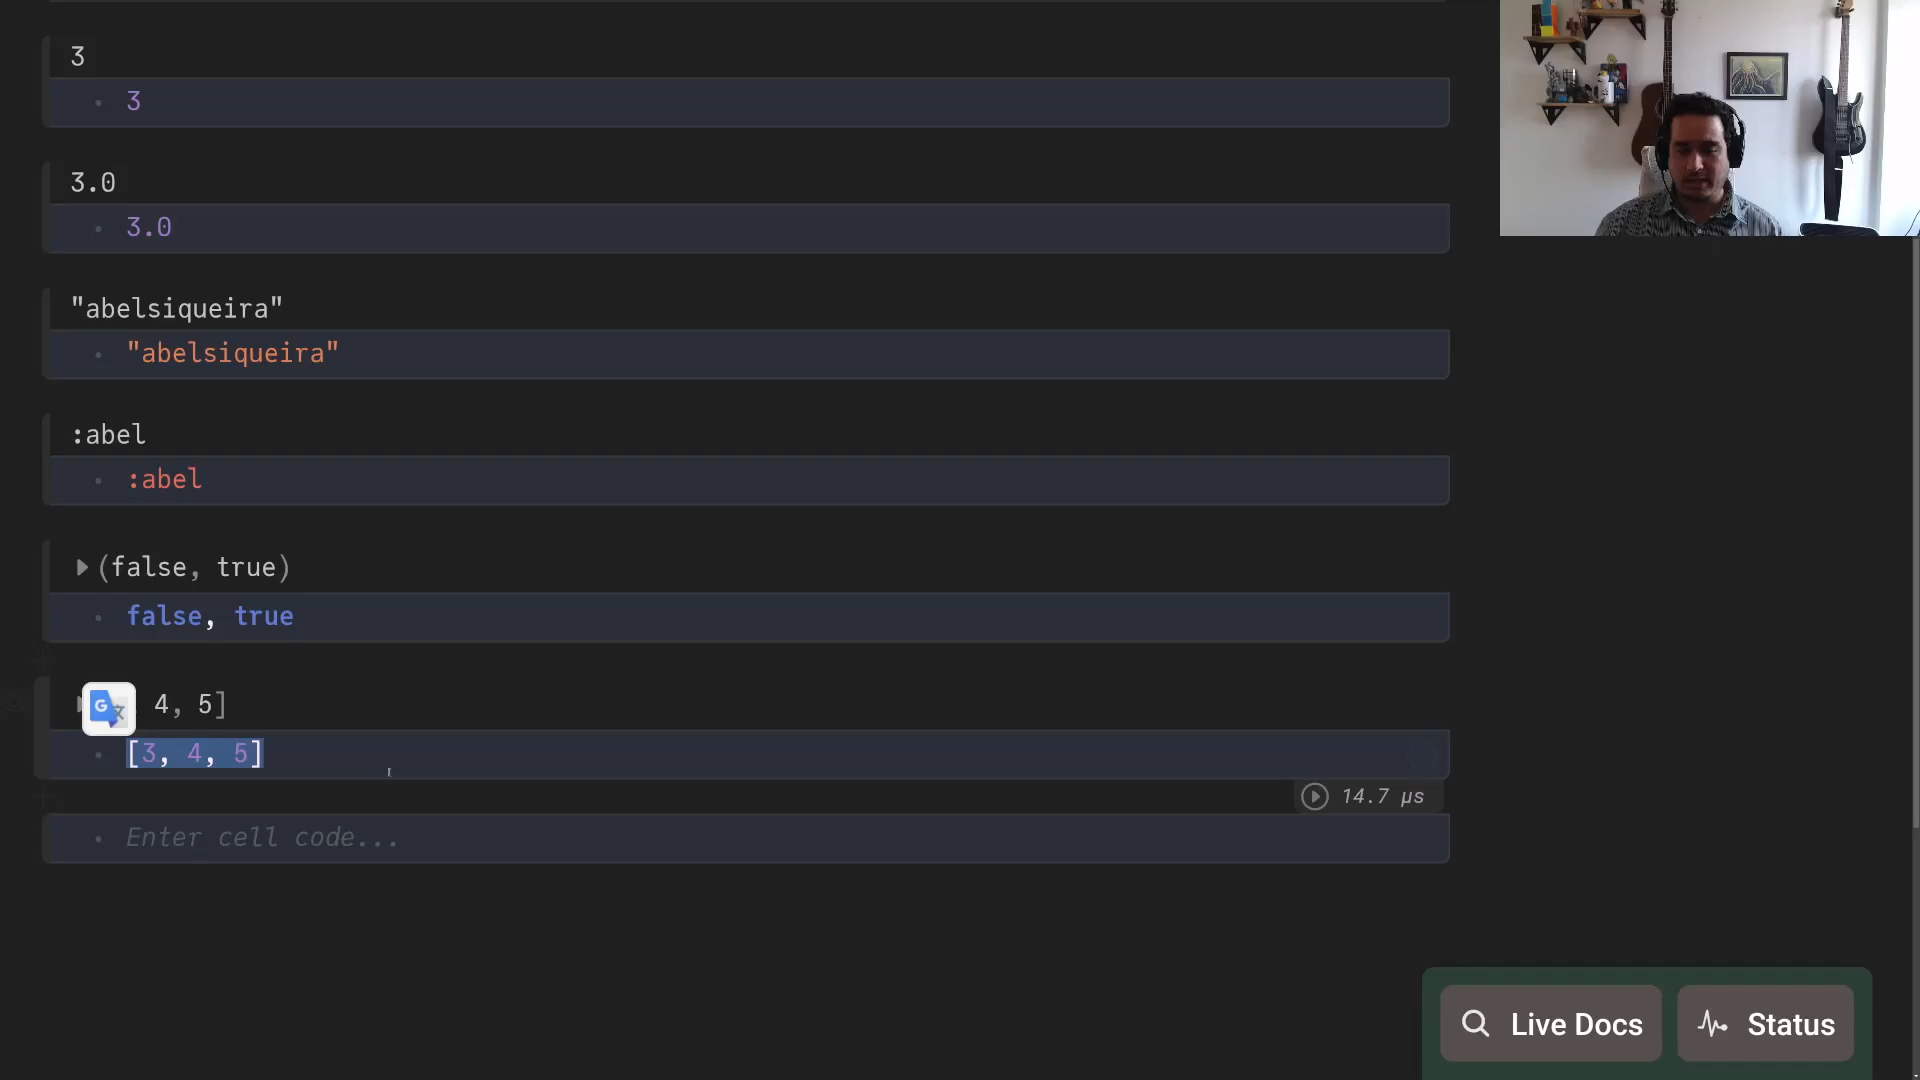 3
3
3.0
3.0
"abelsiqueira"
"abelsiqueira"
:abel
:abel
(false, true)
false, true
4, 5]
[3, 4, 5]
14.7 μs
Enter cell code...
Live Docs
Status